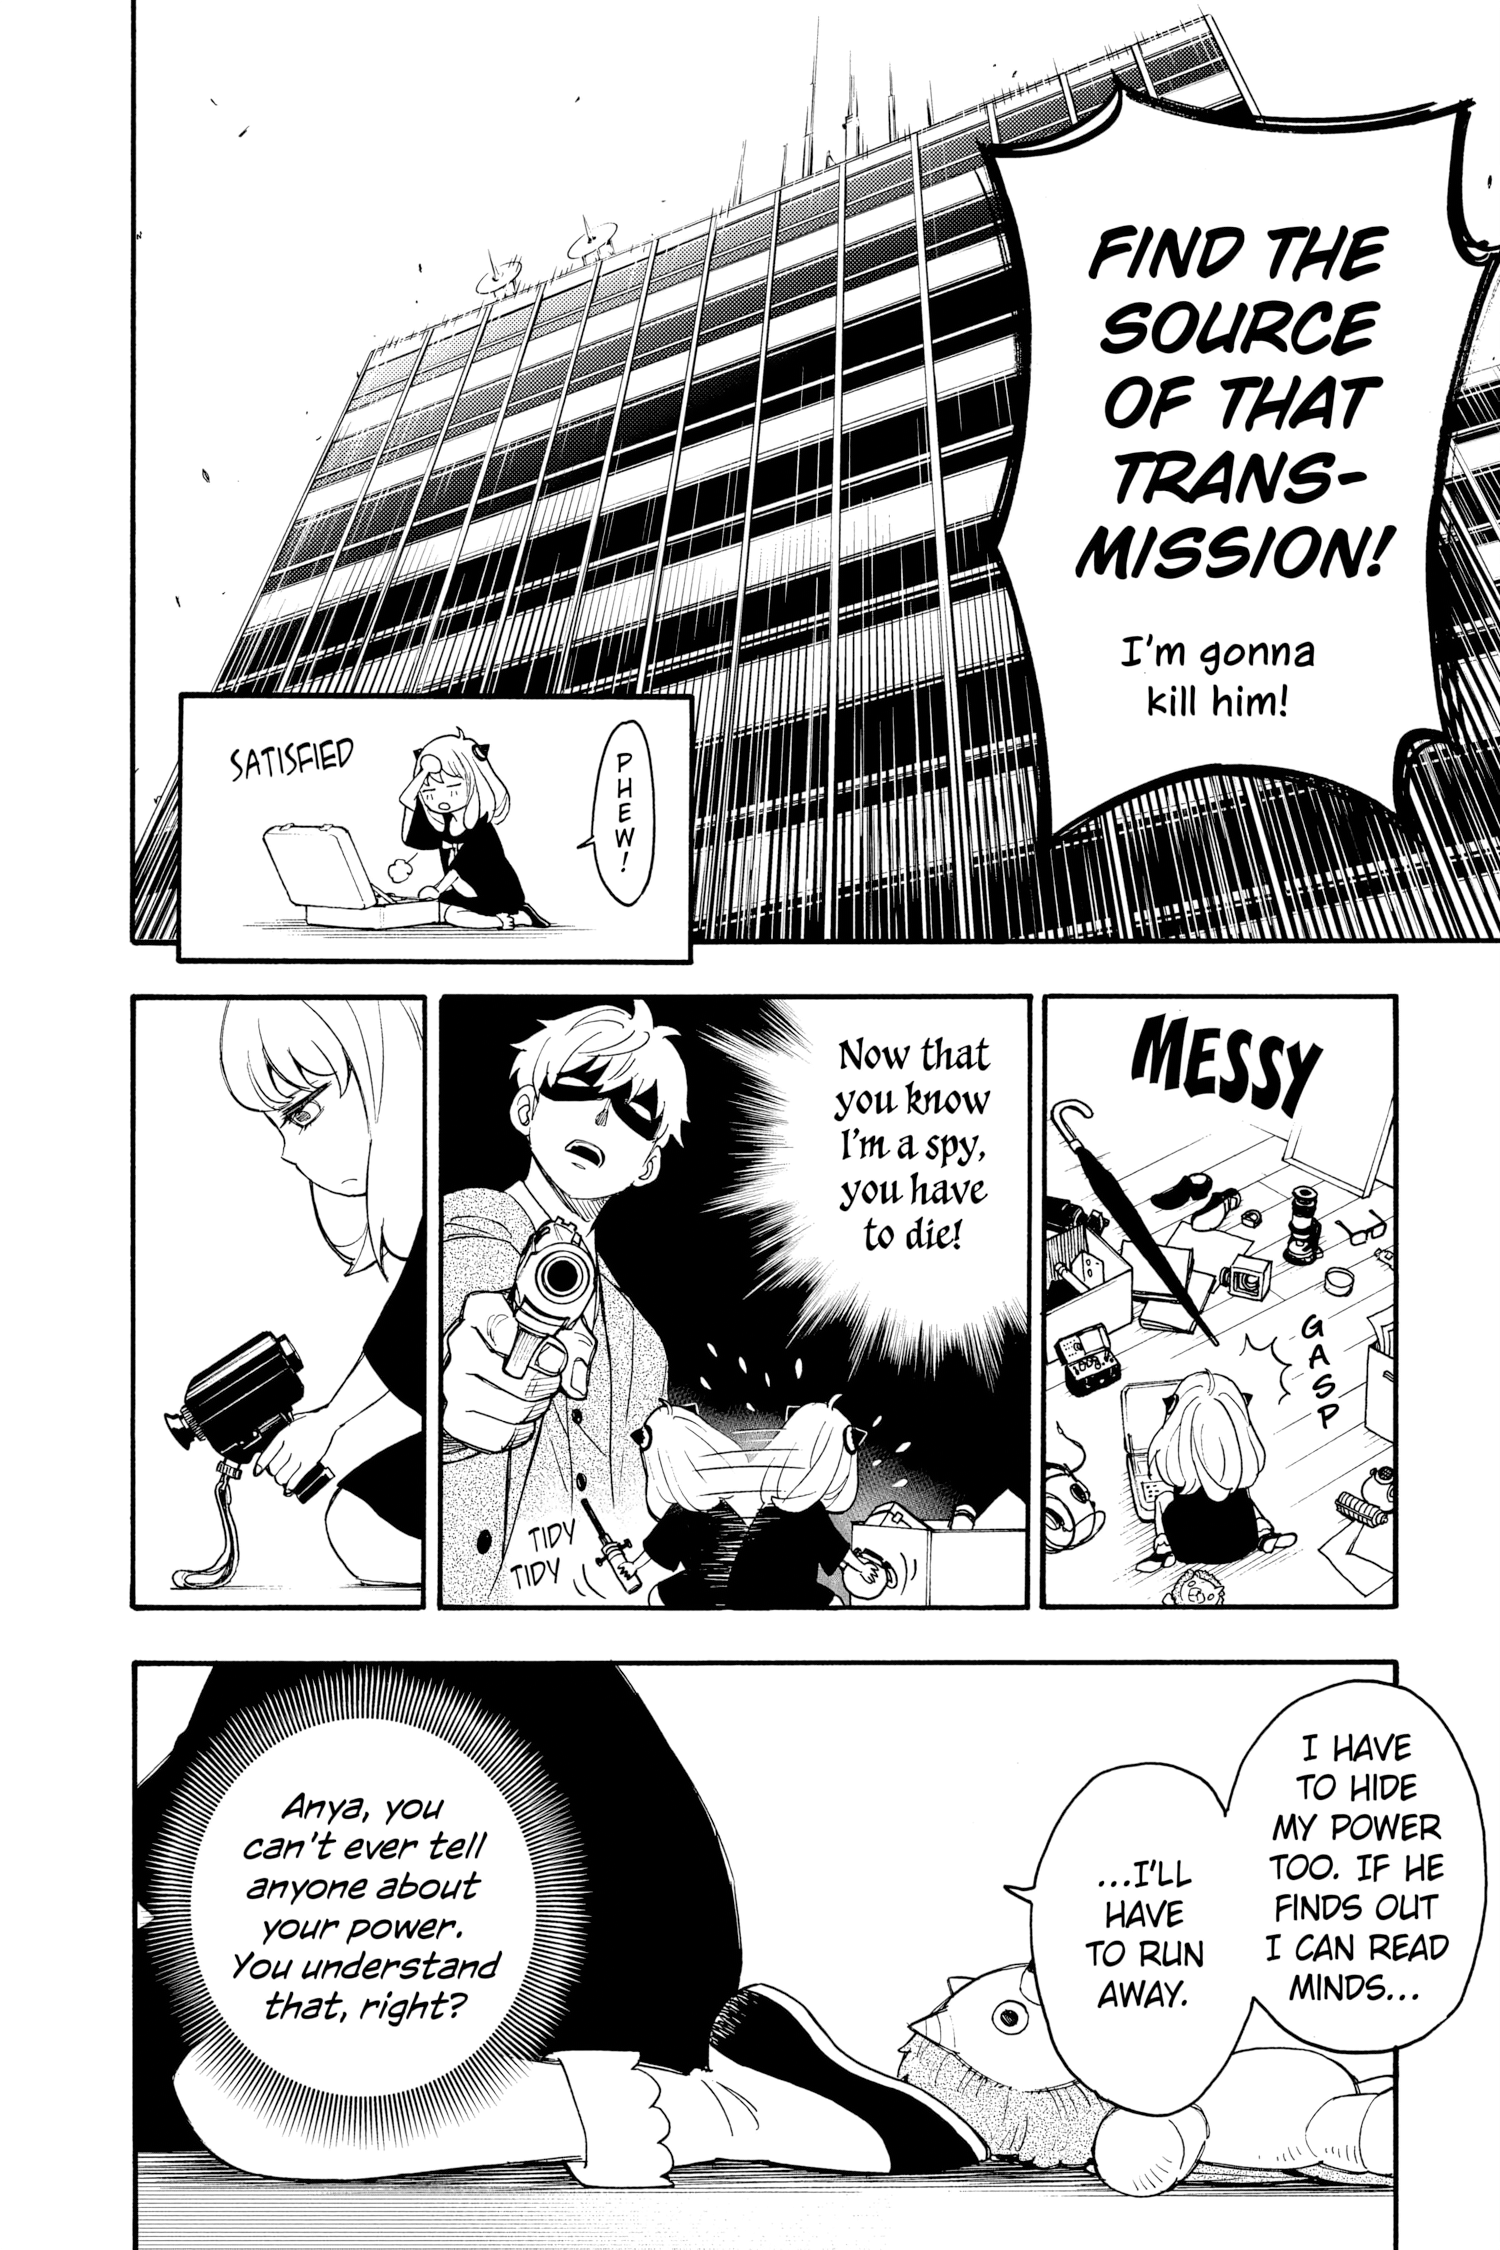 FIND THE
SOURCE
OF THAT
TRANS-
MISSION!
I'm gonna
kill him!
PHEW!
SATISFIED
MESSY
GASP
Now that
you know
I'm a spy,
you have
to die!
TIDY
TIDY
I HAVE
TO HIDE
MY POWER
TOO. IF HE
FINDS OUT
I CAN READ
MINDS...
...I'LL
HAVE
TO RUN
AWAY.
Anya, you
can't ever tell
anyone about
your power.
You understand
that, right?